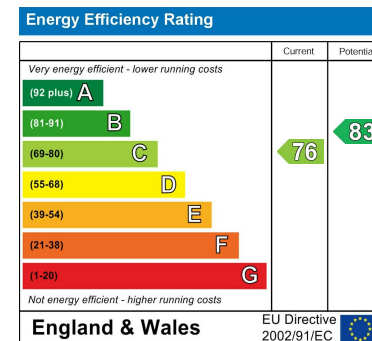 Energy Efficiency Rating
Current Potentia
Very energy efficient - lower running costs
(92 plus) A
(81-91) B
83
(69-80) C
76
(55-68) D
(39-54) E
(21-38) F
(1-20) G
Not energy efficient - higher running costs
England & Wales
EU Directive
2002/91/EC